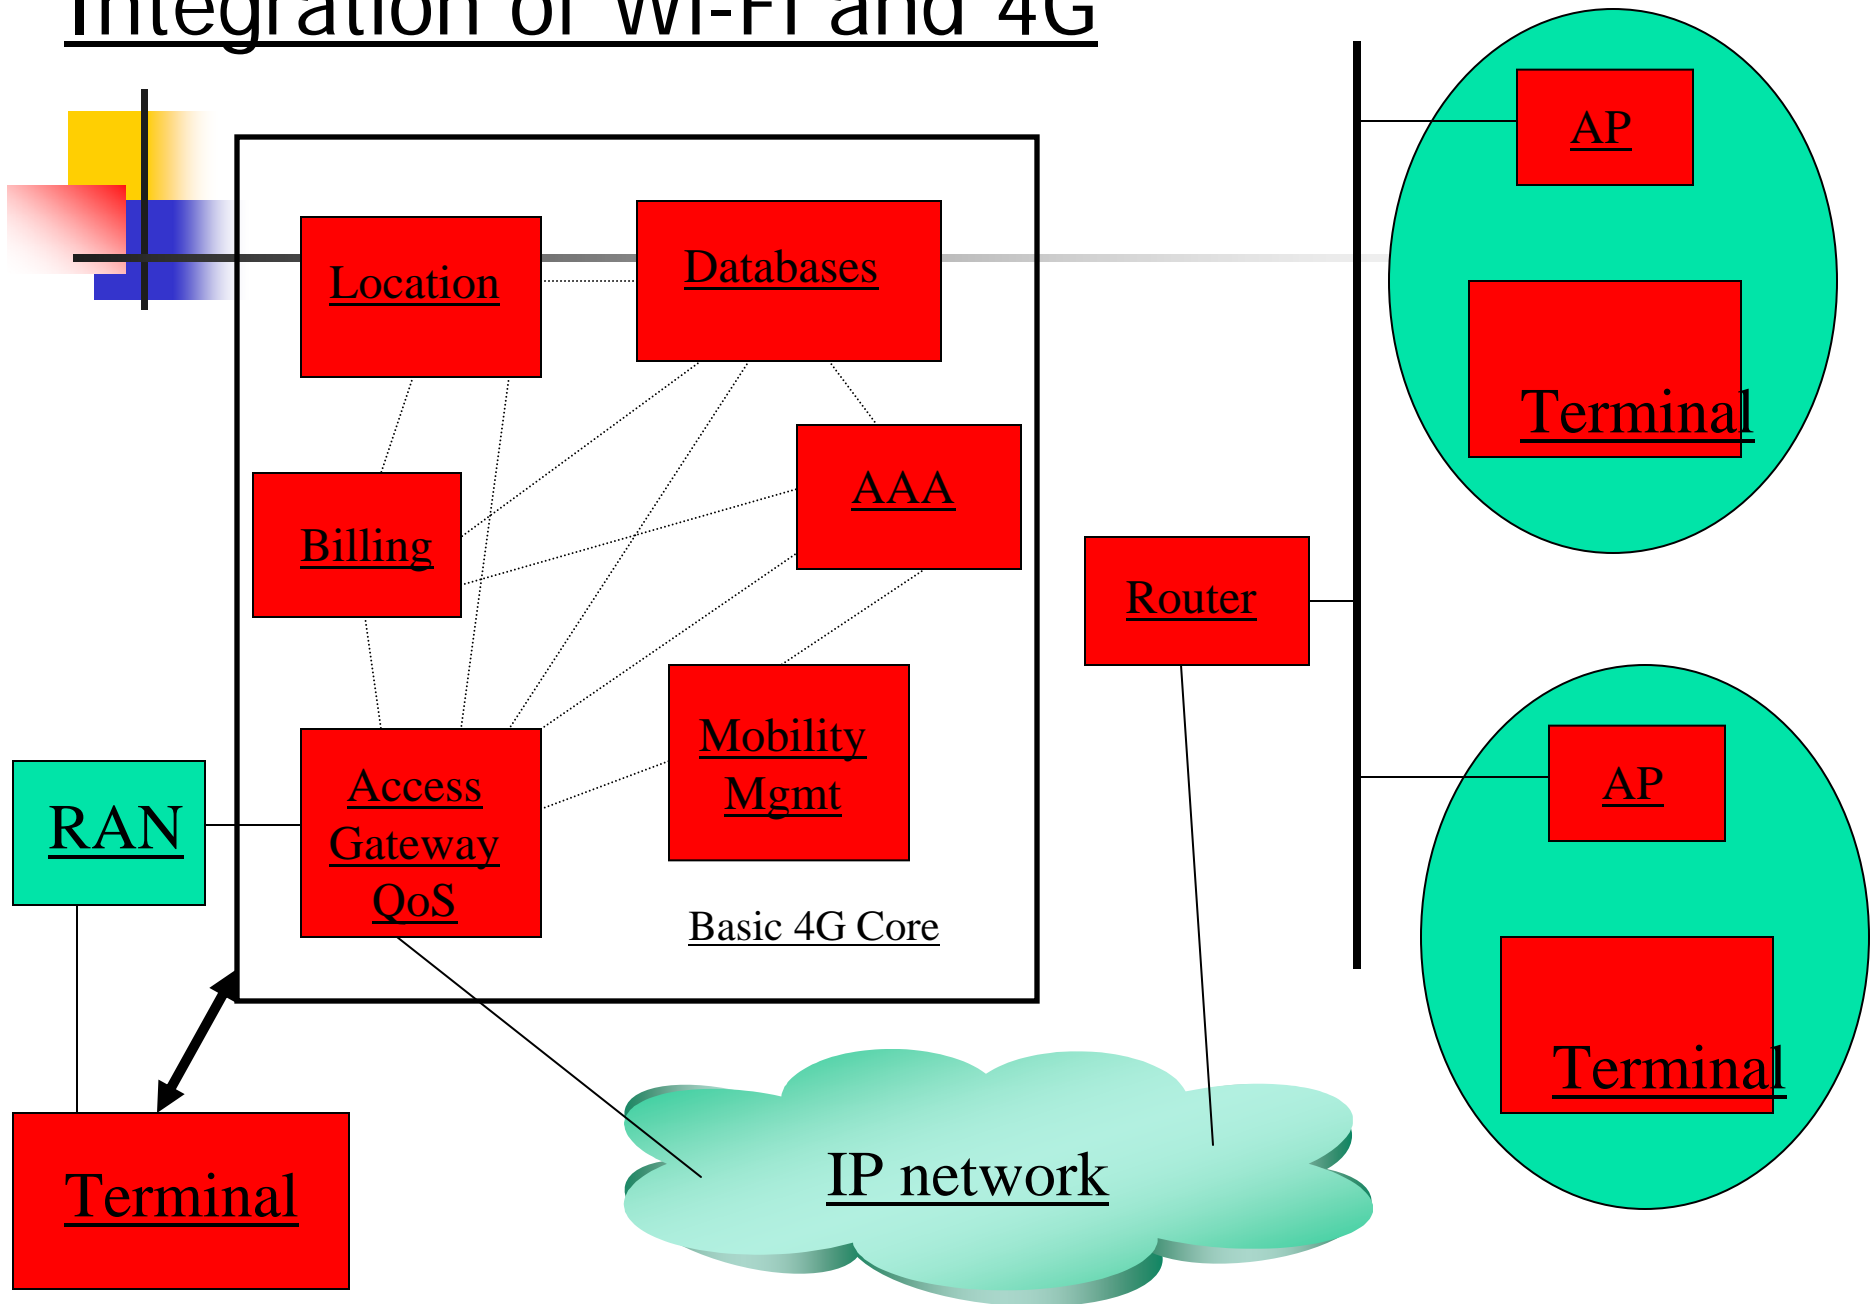 Integration of Wi-Fi and 4G
AP
Location
Databases
Terminal
AAA
Billing
Router
Mobility
Mgmt
AP
Access
Gateway
QoS
RAN
Basic 4G Core
Terminal
IP network
Terminal